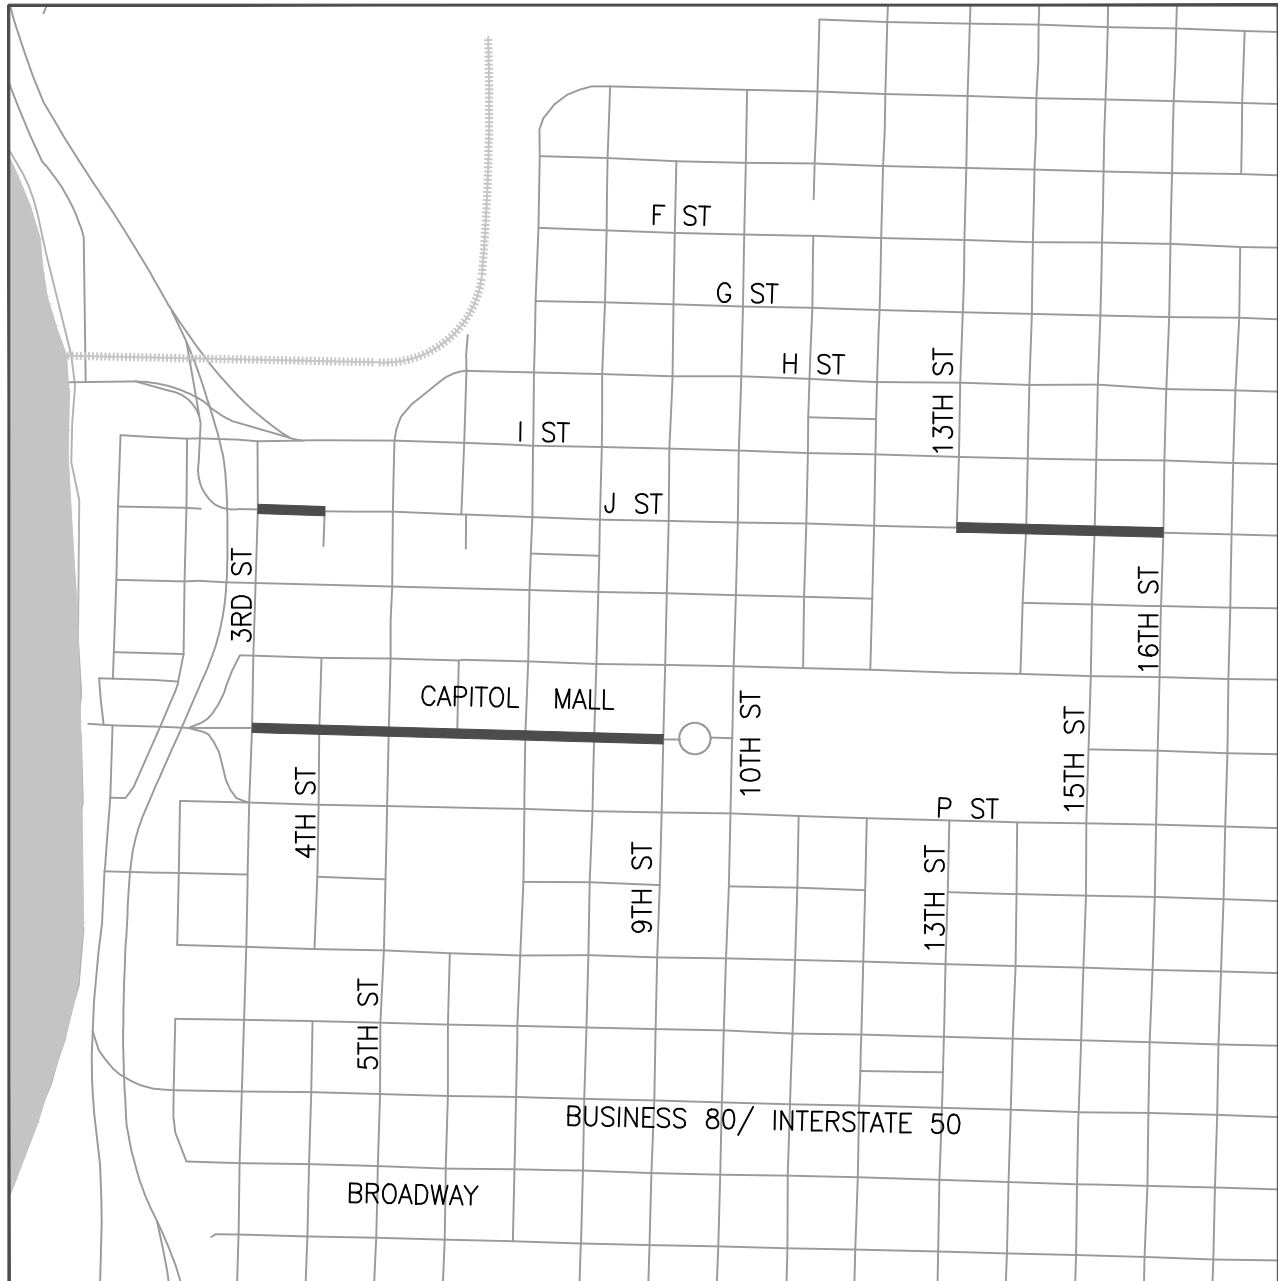 F ST
G ST
H ST
13TH ST
I ST
J ST
3RD ST
16TH ST
CAPITOL MALL
10TH ST
15TH ST
4TH ST
P ST
9TH ST
13TH ST
5TH ST
BUSINESS 80/ INTERSTATE 50
BROADWAY